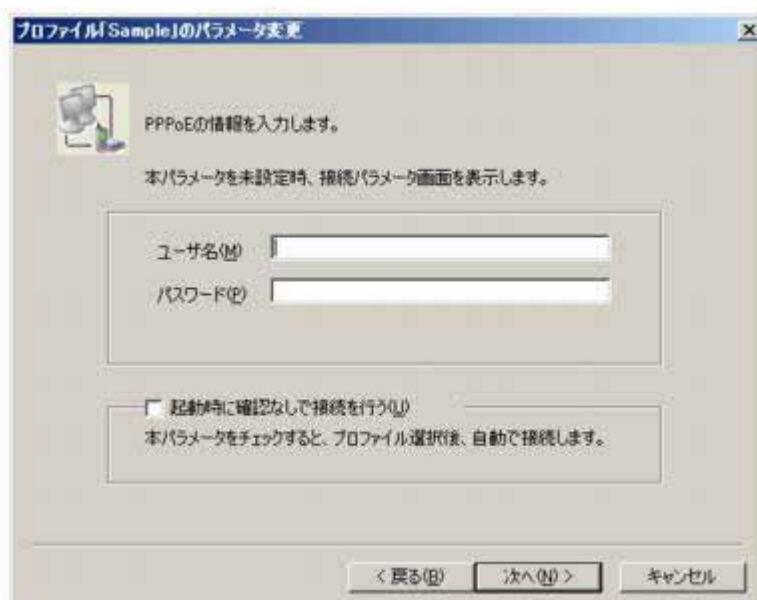 プロファイル「Sample」のパラメータ変更
PPPoEの情報を入力します。
本パラメータを未設定時、接続パラメータ画面を表示します。
ユーザ名(M)
パスワード(P)
起動時に確認なしで接続を行う(U)
本パラメータをチェックすると、プロファイル選択後、自動で接続します。
< 戻る(B)
次へ(N) >
キャンセル